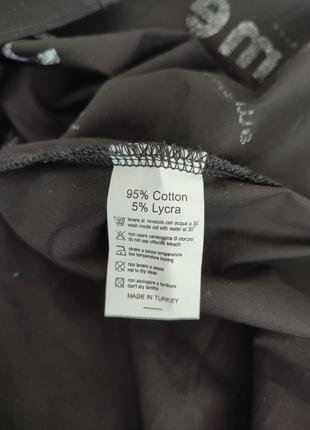 95% Cotton
5% Lycra
lavare al. rovescio con acqua a 30°
wash inside out with water at 30°
non usare candeggina di cloruro
do not use chloride bleach
stirare a bassa temperatura
low temperature ironing
non lavare a secco
not to dry clean
non asciugare a tamburo
don't dry tumble
MADE IN TURKEY